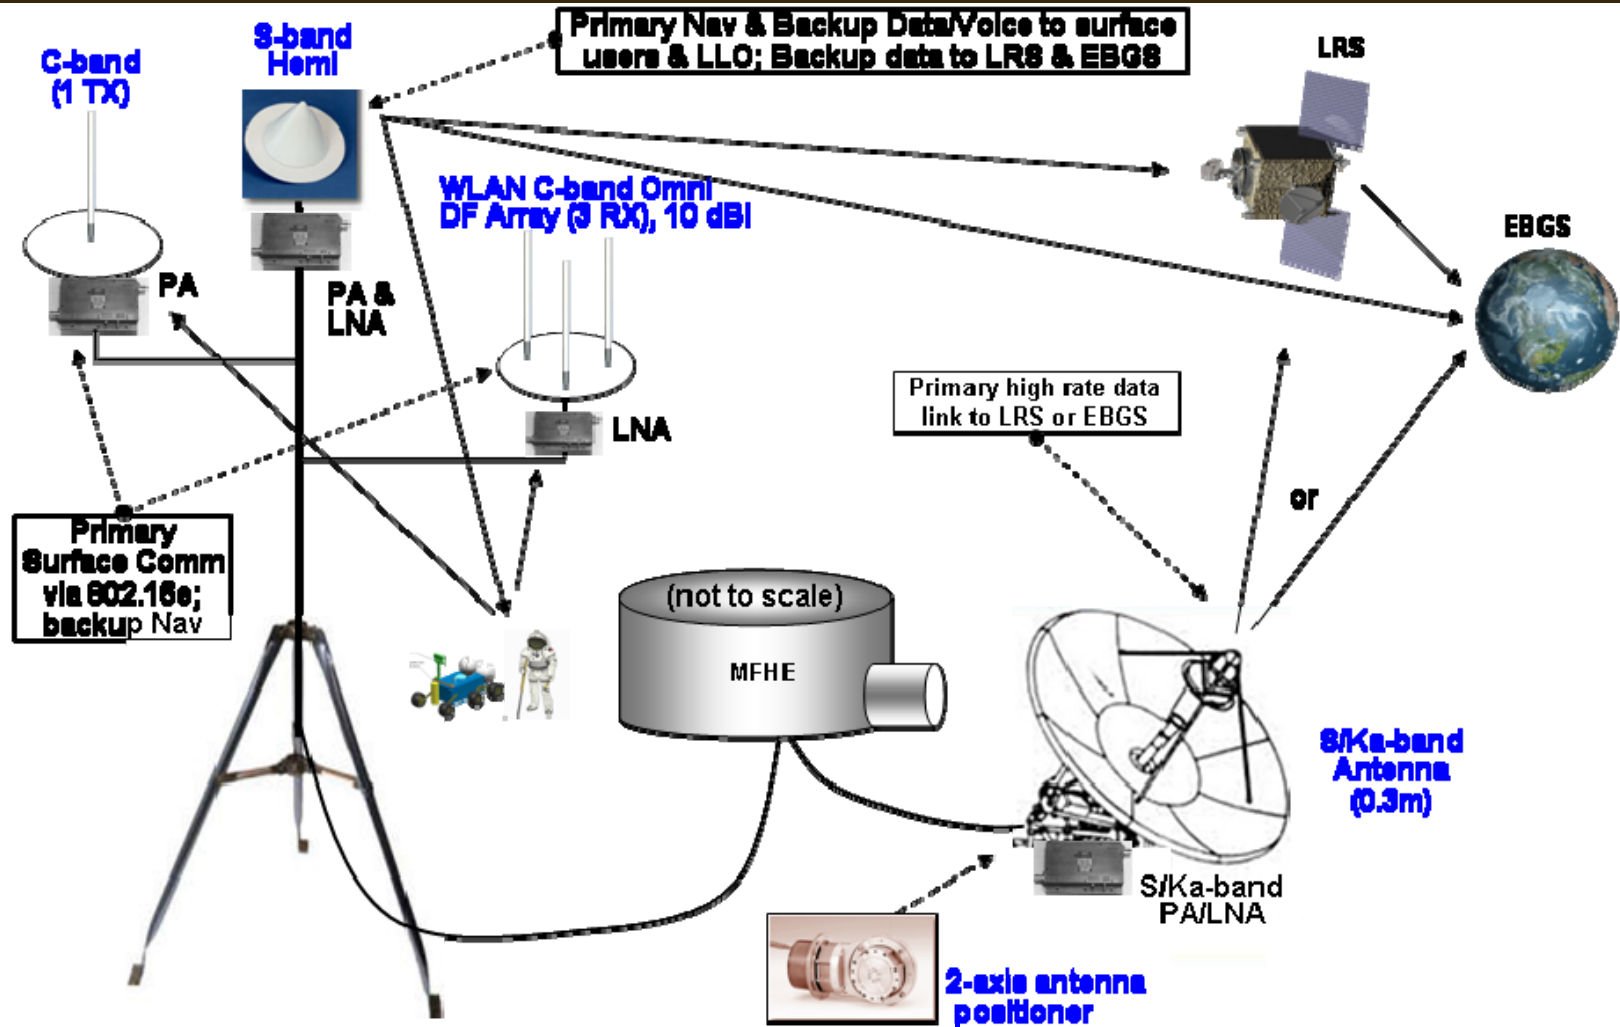 C-band
(1 TX)
S-band
Hemi
Primary Nav & Backup Data/Voice to surface
users & LLO; Backup data to LRS & EBGS
LRS
WLAN C-band Omni
DF Array (3 RX), 10 dBi
EBGS
PA
PA &
LNA
LNA
Primary high rate data
link to LRS or EBGS
or
Primary
Surface Comm
via 802.16e;
backup Nav
(not to scale)
MFHE
S/Ka-band
Antenna
(0.3m)
S/Ka-band
PA/LNA
2-axis antenna
positioner